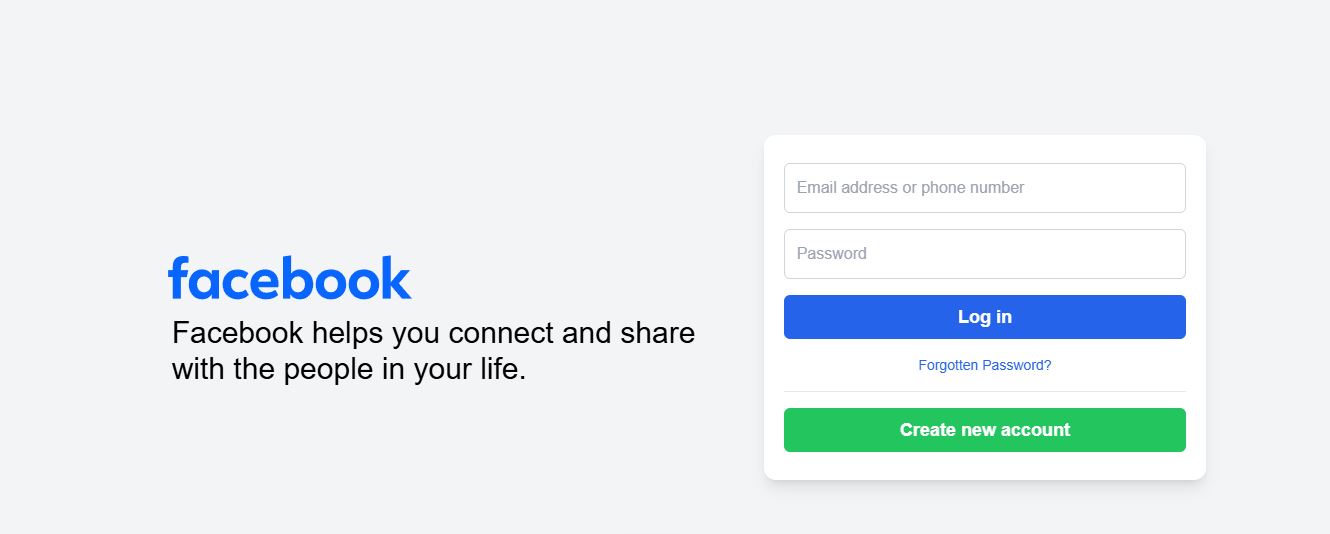 facebook
Facebook helps you connect and share
with the people in your life.
Email address or phone number
Password
Log in
Forgotten Password?
Create new account